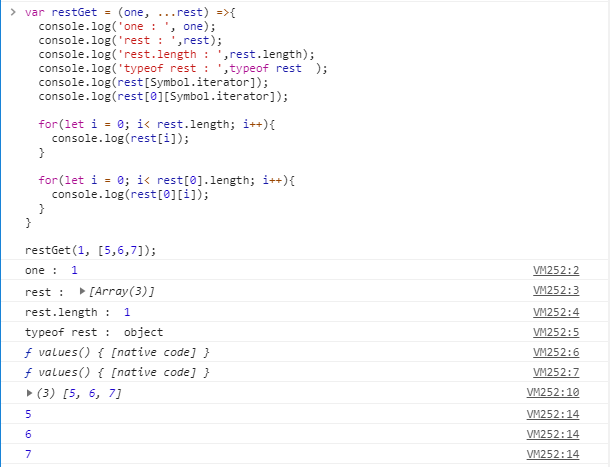 > var restGet = (one, ...rest) =>{
console.log('one : ', one);
console.log('rest : ',rest);
console.log('rest.length : ',rest.length);
console.log('typeof rest : ',typeof rest  );
console.log(rest[Symbol.iterator]);
console.log(rest[0][Symbol.iterator]);
for(let i = 0; i< rest.length; i++){
console.log(rest[i]);
}
for(let i = 0; i< rest[0].length; i++){
console.log(rest[0][i]);
}
}
restGet(1, [5,6,7]);
one :  1 VM252:2
rest :  ▶[Array(3)] VM252:3
rest.length :  1 VM252:4
typeof rest :  object VM252:5
ƒ values() { [native code] } VM252:6
ƒ values() { [native code] } VM252:7
▶(3) [5, 6, 7] VM252:10
5 VM252:14
6 VM252:14
7 VM252:14